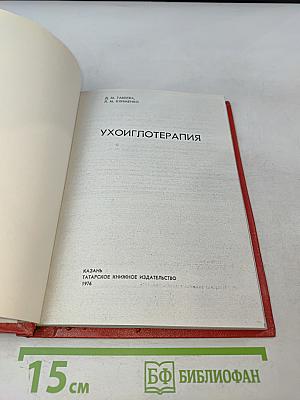 Д. М. ТАБЕЕВА,
Л. М. КЛИМЕНКО
УХОИГЛОТЕРАПИЯ
КАЗАНЬ
ТАТАРСКОЕ КНИЖНОЕ ИЗДАТЕЛЬСТВО
1976
15 см
БФ БИБЛИОФАН